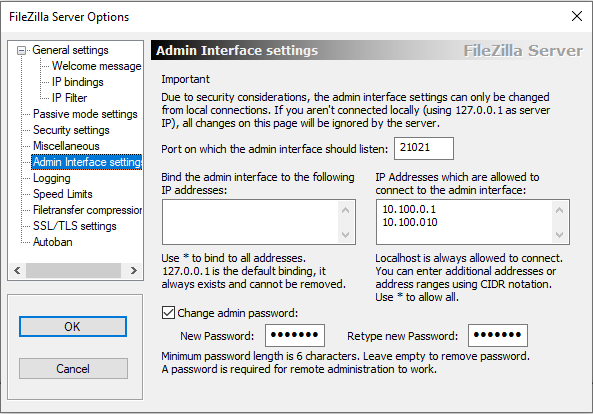 FileZilla Server Options
General settings
Welcome message
IP bindings
IP Filter
Passive mode settings
Security settings
Miscellaneous
Admin Interface setting
Logging
Speed Limits
Filetransfer compression
SSL/TLS settings
Autoban
OK
Cancel
Admin Interface settings
FileZilla Server
Important
Due to security considerations, the admin interface settings can only be changed
from local connections. If you aren't connected locally (using 127.0.0.1 as server
IP), all changes on this page will be ignored by the server.
Port on which the admin interface should listen: 21021
Bind the admin interface to the following
IP addresses:
Use * to bind to all addresses.
127.0.0.1 is the default binding, it
always exists and cannot be removed.
IP Addresses which are allowed to
connect to the admin interface:
10.100.0.1
10.100.010
Localhost is always allowed to connect.
You can enter additional addresses or
address ranges using CIDR notation.
Use * to allow all.
Change admin password:
New Password: ●●●●●●● Retype new Password: ●●●●●●●
Minimum password length is 6 characters. Leave empty to remove password.
A password is required for remote administration to work.